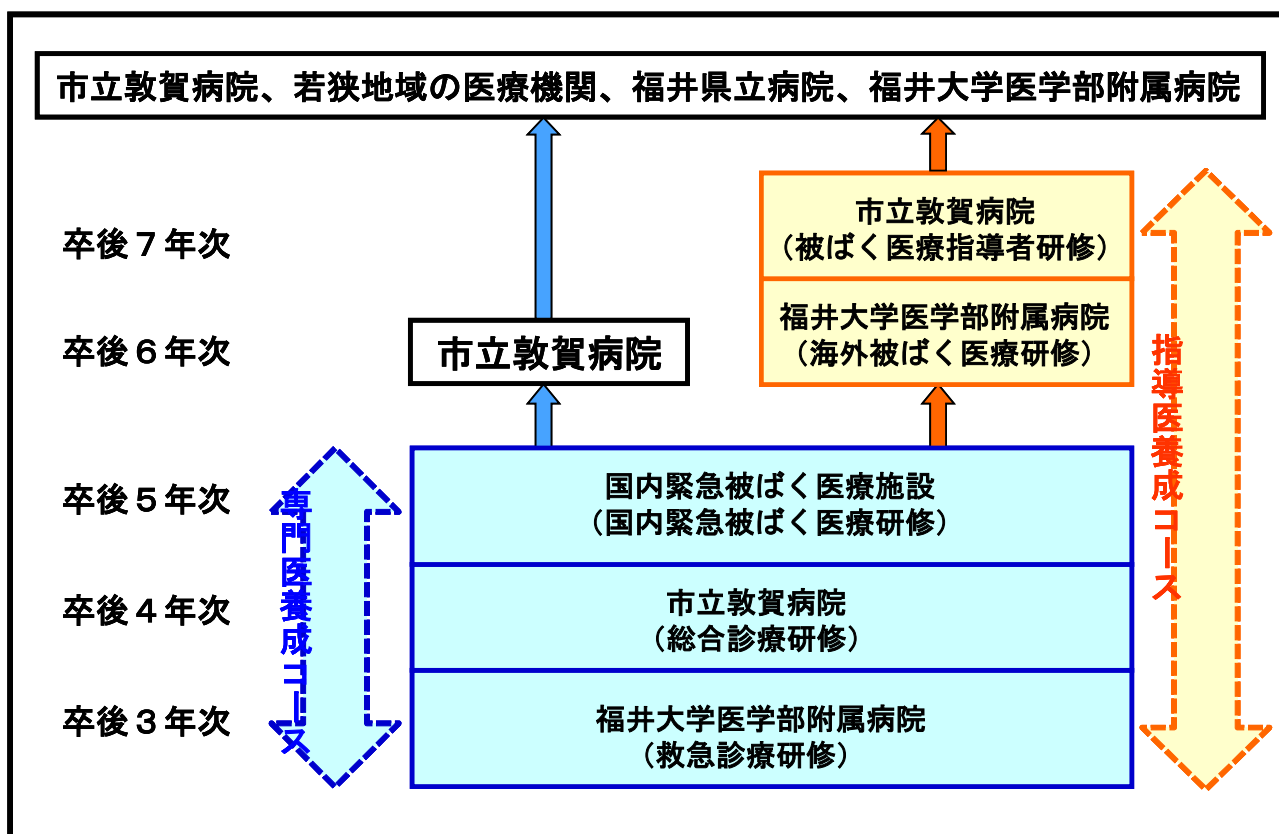 市立敦賀病院、若狭地域の医療機関、福井県立病院、福井大学医学部附属病院
卒後７年次
市立敦賀病院
（被ばく医療指導者研修）
卒後６年次
市立敦賀病院
福井大学医学部附属病院
（海外被ばく医療研修）
指導医養成コース
卒後５年次
国内緊急被ばく医療施設
（国内緊急被ばく医療研修）
専門医養成コース
卒後４年次
市立敦賀病院
（総合診療研修）
卒後３年次
福井大学医学部附属病院
（救急診療研修）